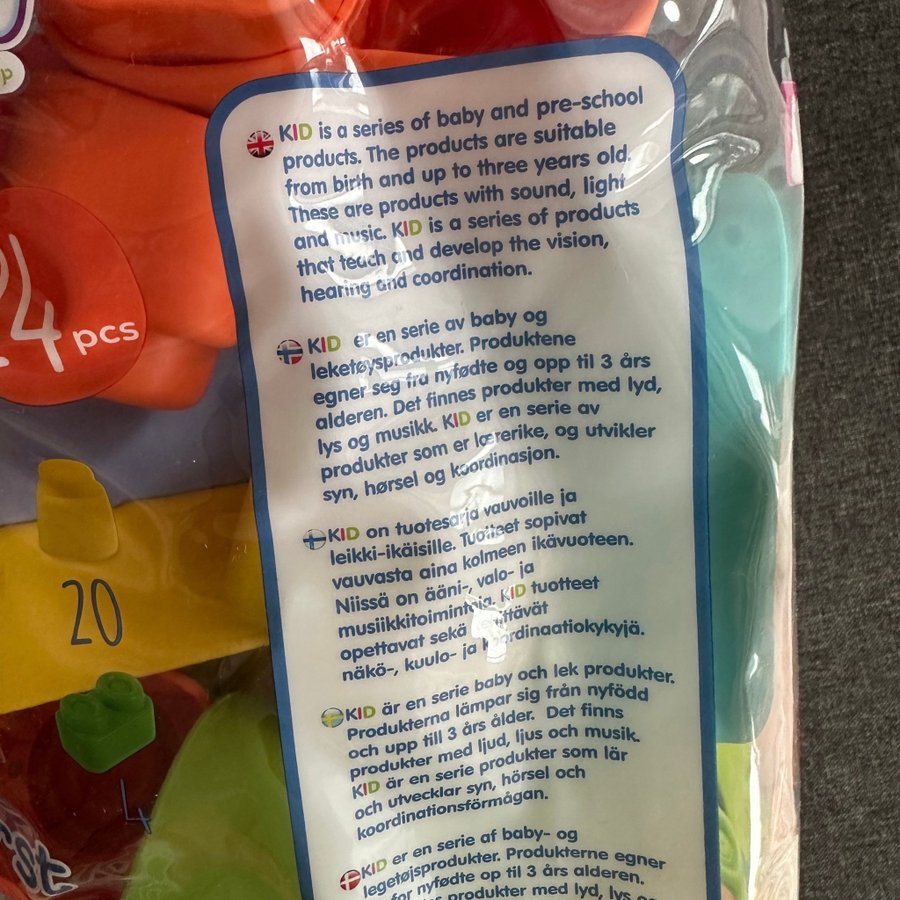 p
24 pcs
20
4
st
KID is a series of baby and pre-school
products. The products are suitable
from birth and up to three years old.
These are products with sound, light
and music. KID is a series of products
that teach and develop the vision,
hearing and coordination.
KID er en serie av baby og
leketøysprodukter. Produktene
egner seg fra nyfødte og opp til 3 års
alderen. Det finnes produkter med lyd,
lys og musikk. KID er en serie av
produkter som er lærerike, og utvikler
syn, hørsel og koordinasjon.
KID on tuotesarja vauvoille ja
leikki-ikäisille. Tuotteet sopivat
vauvasta aina kolmeen ikävuoteen.
Niissä on ääni-, valo- ja
musiikkitoimintoja. KID tuotteet
opettavat sekä
näkö-, kuulo- ja koordinaatiokykyjä.
KID är en serie baby och lek produkter.
Produkterna lämpar sig från nyfödd
och upp till 3 års ålder. Det finns
produkter med ljud, ljus och musik.
KID är en serie produkter som lär
och utvecklar syn, hörsel och
koordinationsförmågan.
KID er en serie af baby- og
legetøjsprodukter. Produkterne egner
for nyfødte op til 3 års alderen.
produkter med lyd, lys og